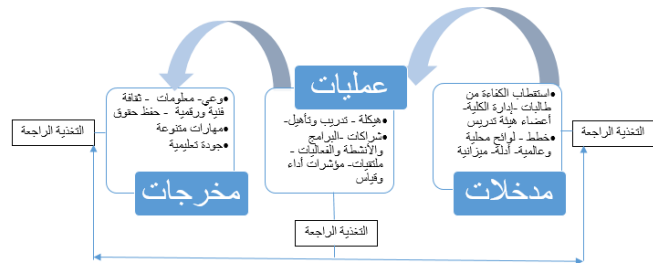 مدخلات
•استقطاب الكفاءة من
طالبات -إدارة الكلية-
أعضاء هيئة تدريس
•خطط - لوائح محلية
وعالمية- أدلة- ميزانية
التغذية الراجعة
عمليات
•هيكلة - تدريب وتأهيل-
شراكات -البرامج
والأنشطة والفعاليات -
ملتقيات- مؤشرات أداء
وقياس
التغذية الراجعة
•وعي- معلومات - ثقافة
فنية ورقمية - حفظ حقوق
•مهارات متنوعة
•جودة تعليمية
مخرجات
التغذية الراجعة